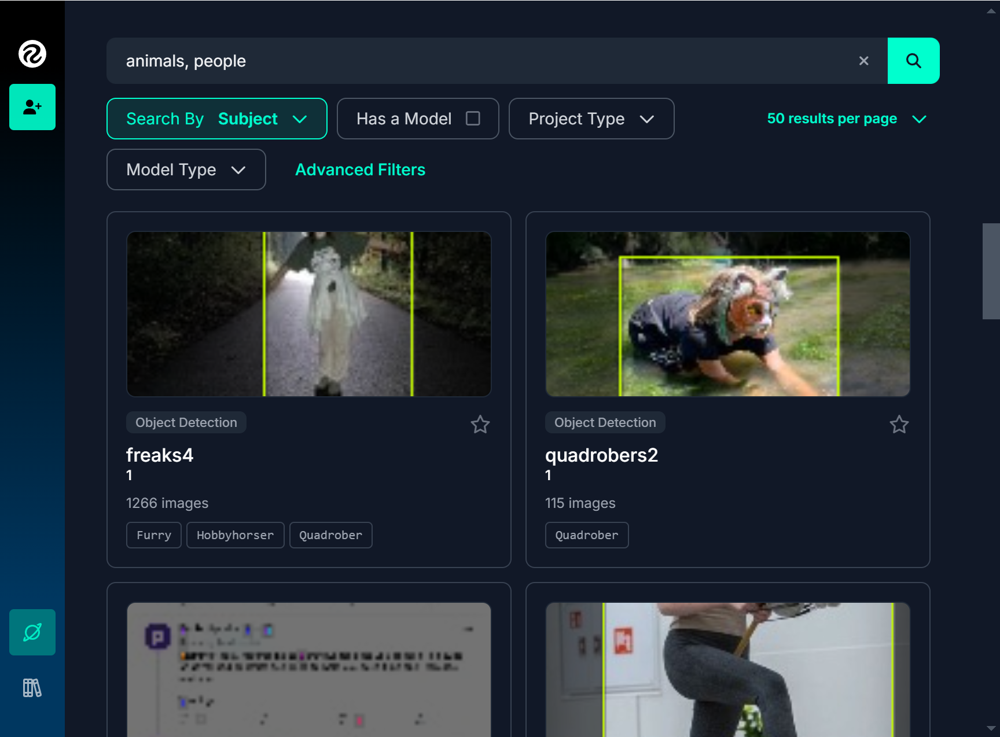 animals, people
Search By Subject
Has a Model
Project Type
50 results per page
Model Type
Advanced Filters
Object Detection
freaks4
1
1266 images
Furry
Hobbyhorser
Quadrober
Object Detection
quadrobers2
1
115 images
Quadrober